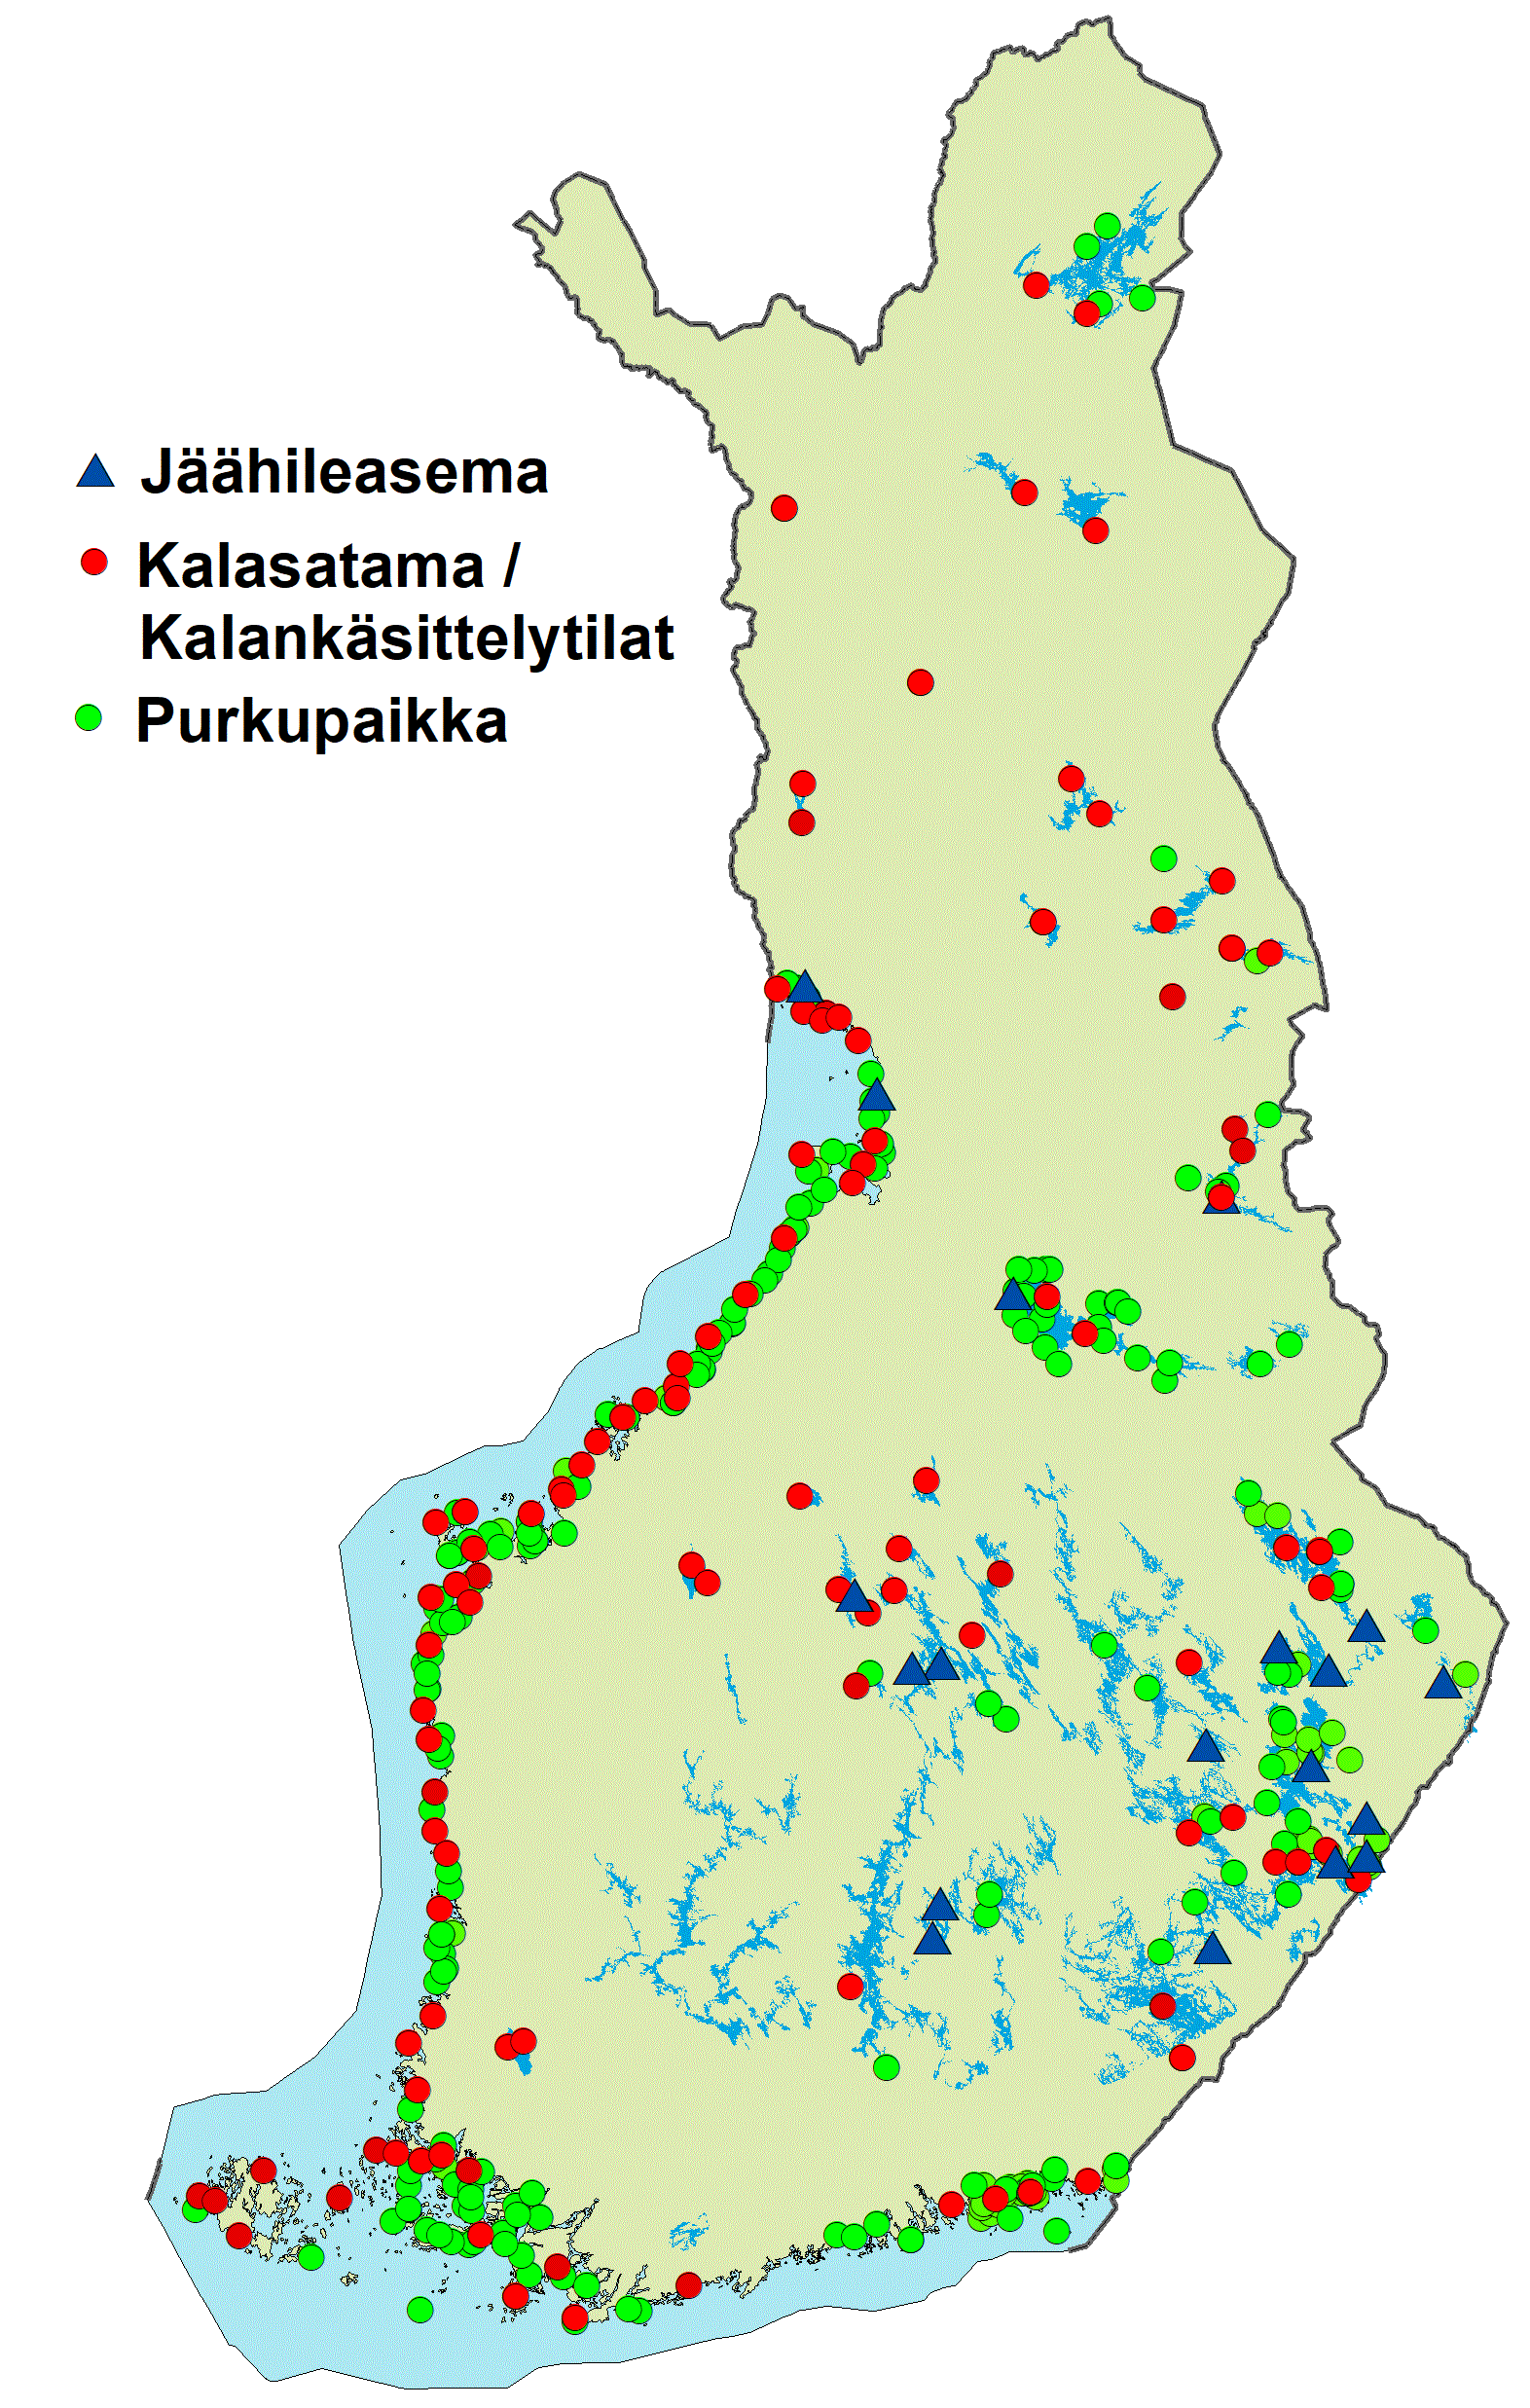 Jäähileasema
Kalasatama /
Kalankäsittelytilat
Purkupaikka